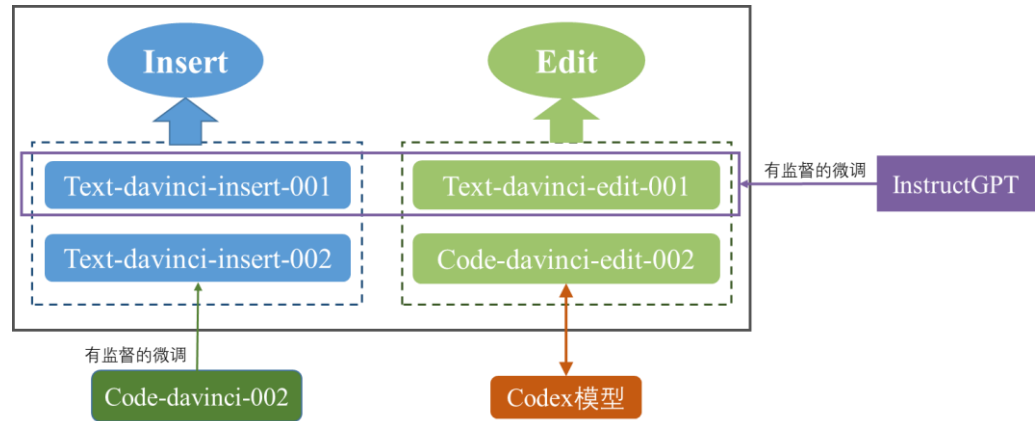 Insert
Edit
Text-davinci-insert-001
Text-davinci-edit-001
有监督的微调
InstructGPT
Text-davinci-insert-002
Code-davinci-edit-002
有监督的微调
Code-davinci-002
Codex模型